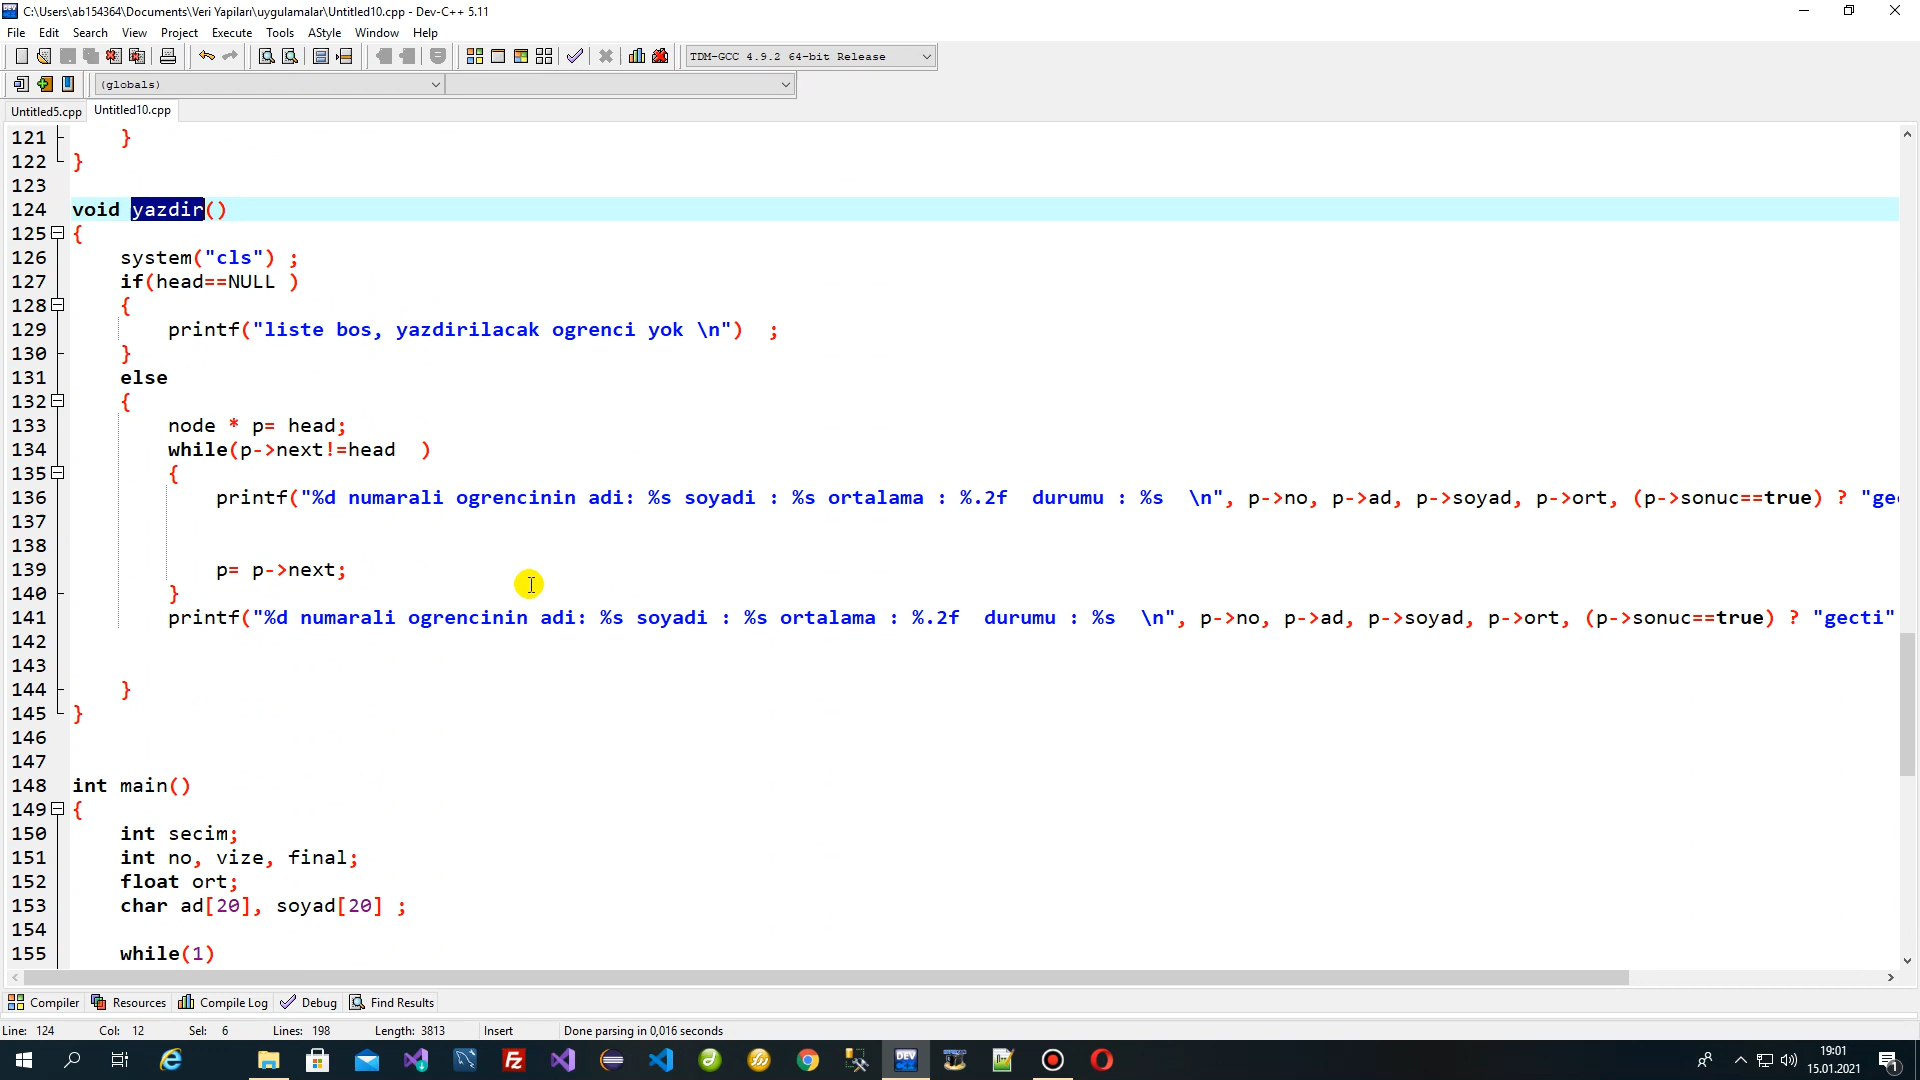 C:\Users\ab154364\Documents\Veri Yapıları\uygulamalar\Untitled10.cpp - Dev-C++ 5.11
File Edit Search View Project Execute Tools AStyle Window Help
TDM-GCC 4.9.2 64-bit Release
(globals)
Untitled5.cpp Untitled10.cpp
121 }
122 }
123
124 void yazdir()
125 {
126 system("cls") ;
127 if(head==NULL )
128 {
129 printf("liste bos, yazdirilacak ogrenci yok \n") ;
130 }
131 else
132 {
133 node * p= head;
134 while(p->next!=head )
135 {
136 printf("%d numarali ogrencinin adi: %s soyadi : %s ortalama : %.2f durumu : %s \n", p->no, p->ad, p->soyad, p->ort, (p->sonuc==true) ? "ge
137
138
139 p= p->next;
140 }
141 printf("%d numarali ogrencinin adi: %s soyadi : %s ortalama : %.2f durumu : %s \n", p->no, p->ad, p->soyad, p->ort, (p->sonuc==true) ? "gecti"
142
143
144 }
145 }
146
147
148 int main()
149 {
150 int secim;
151 int no, vize, final;
152 float ort;
153 char ad[20], soyad[20] ;
154
155 while(1)
Compiler Resources Compile Log Debug Find Results
Line: 124 Col: 12 Sel: 6 Lines: 198 Length: 3813 Insert Done parsing in 0,016 seconds
DEV
19:01
15.01.2021
1